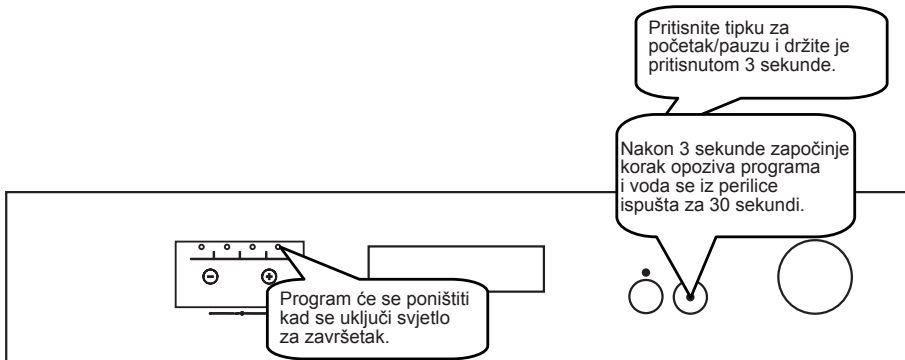 Pritisnite tipku za
početak/pauzu i držite je
pritisnutom 3 sekunde.
Nakon 3 sekunde započinje
korak opoziva programa
i voda se iz perilice
ispušta za 30 sekundi.
Program će se poništiti
kad se uključi svjetlo
za završetak.